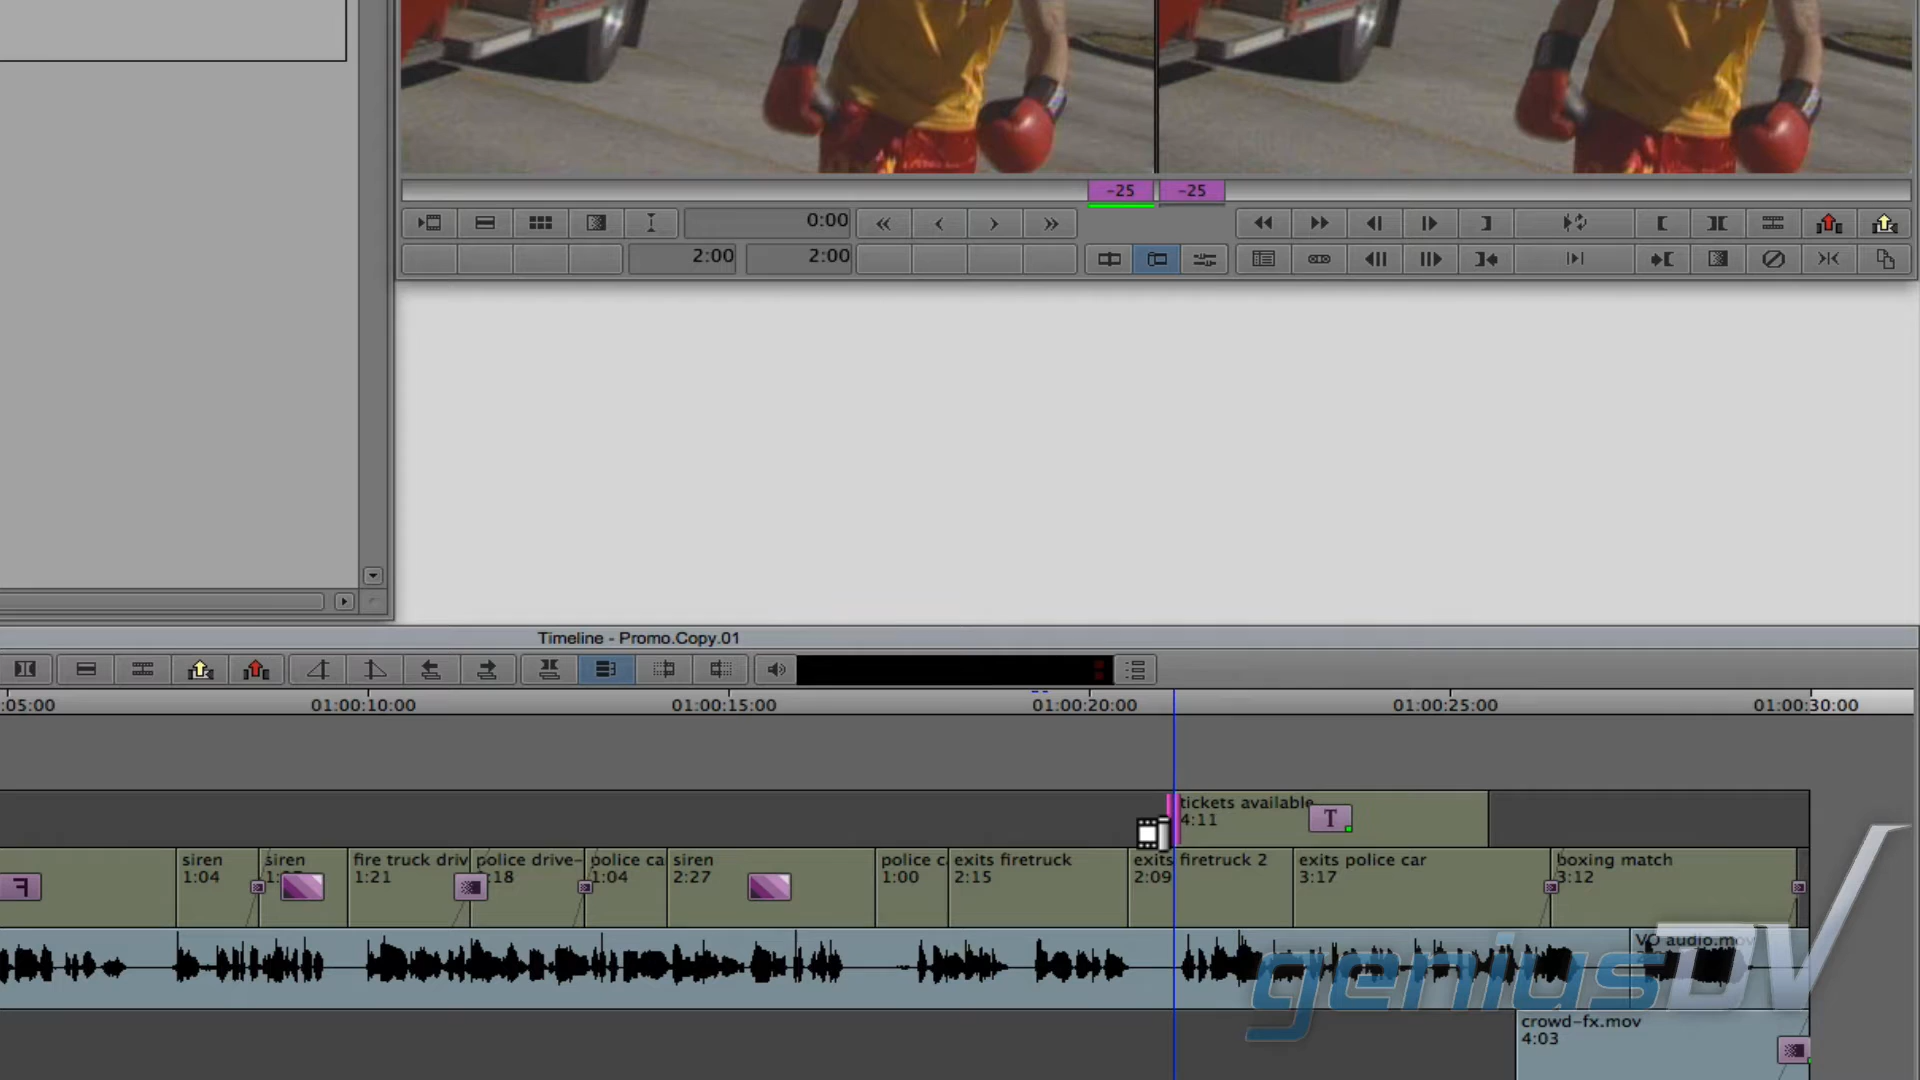 -25
-25
0:00
2:00
2:00
Timeline - Promo.Copy.01
:05:00
01:00:10:00
01:00:15:00
01:00:20:00
01:00:25:00
01:00:30:00
tickets available
4:11
T
siren
1:04
siren
fire truck driv
1:21
police drive-
:18
police ca
1:04
siren
2:27
police c
1:00
exits firetruck
2:15
exits firetruck 2
2:09
exits police car
3:17
boxing match
3:12
VO audio.mov
geniusDV
crowd-fx.mov
4:03